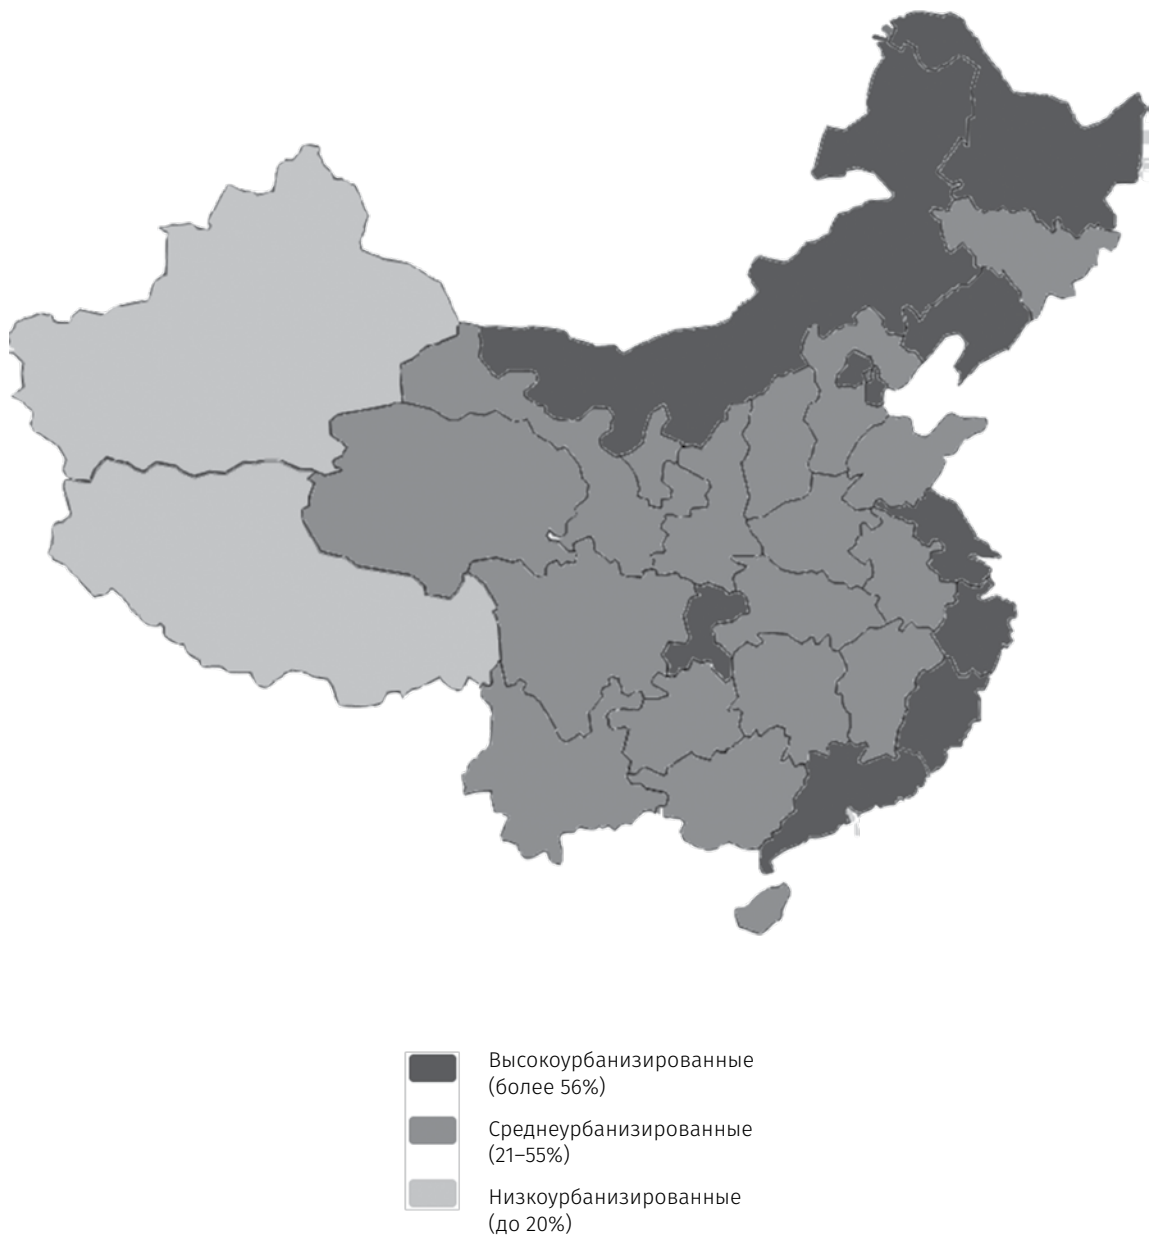 Высокоурбанизированные
(более 56%)
Среднеурбанизированные
(21–55%)
Низкоурбанизированные
(до 20%)